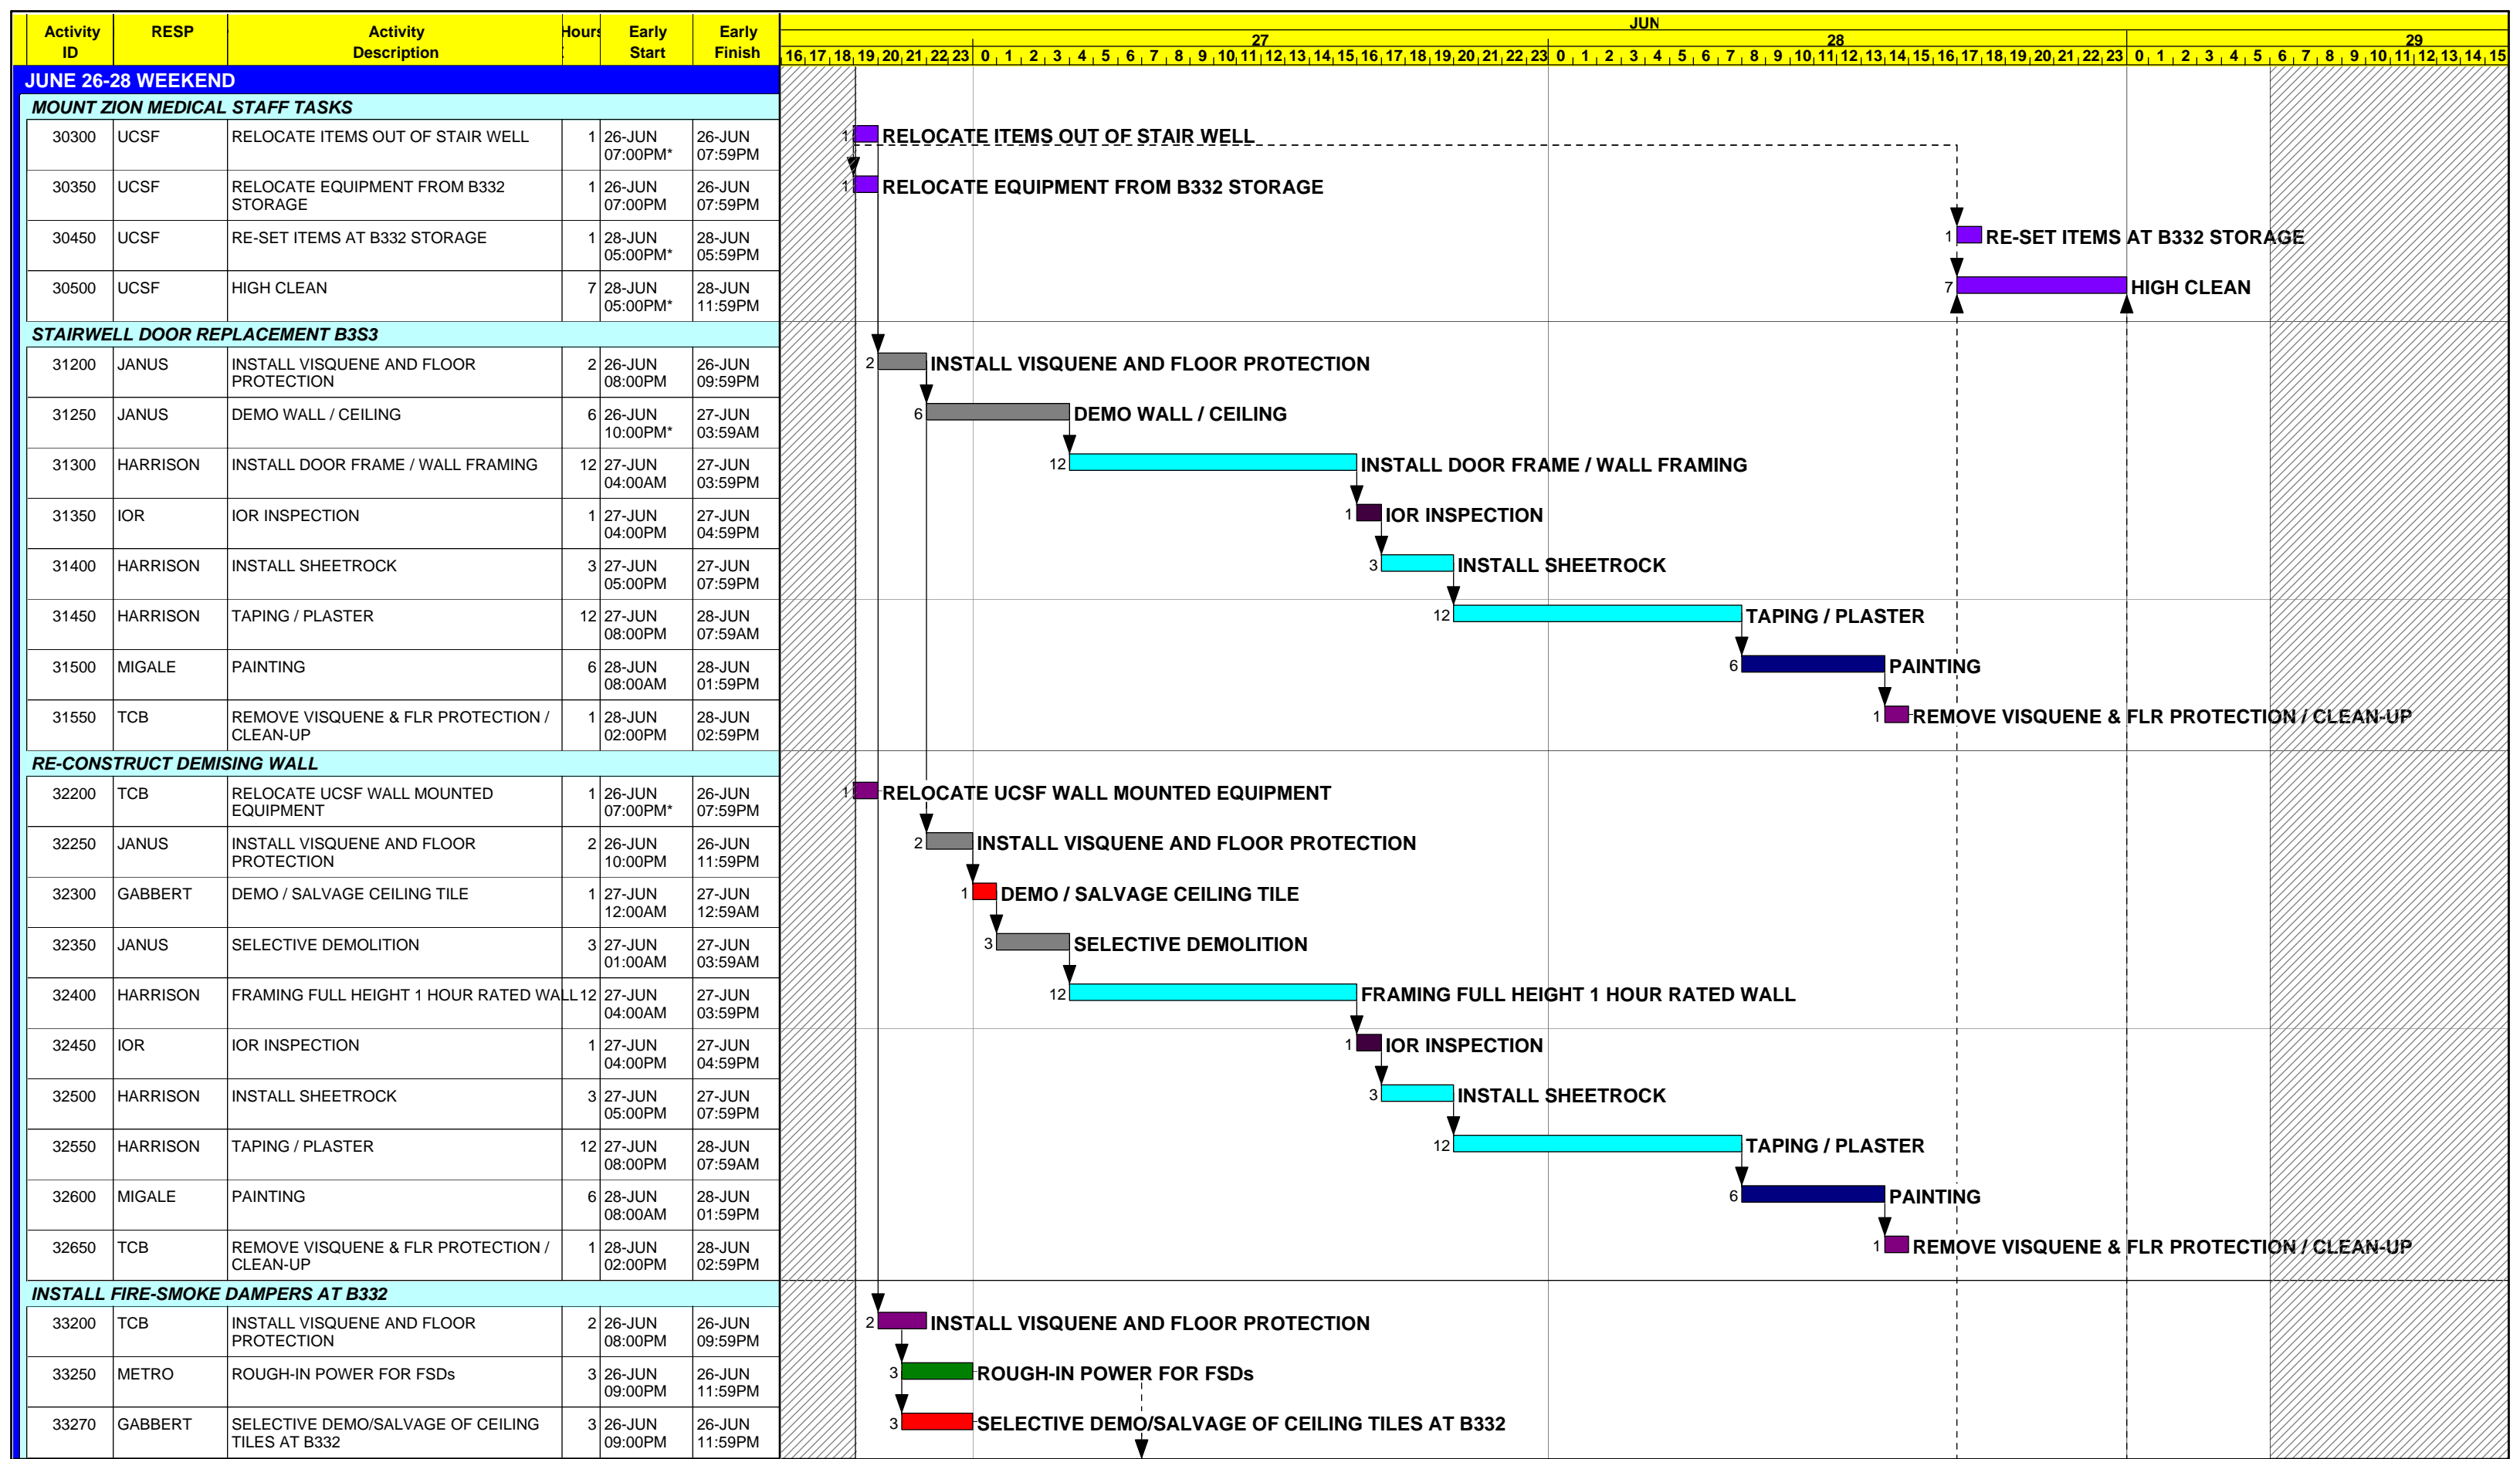 Activity ID RESP Activity Description Hours Early Start Early Finish
JUN
27 28 29
16 17 18 19 20 21 22 23 0 1 2 3 4 5 6 7 8 9 10 11 12 13 14 15 16 17 18 19 20 21 22 23 0 1 2 3 4 5 6 7 8 9 10 11 12 13 14 15 16 17 18 19 20 21 22 23 0 1 2 3 4 5 6 7 8 9 10 11 12 13 14 15
JUNE 26-28 WEEKEND
MOUNT ZION MEDICAL STAFF TASKS
30300 UCSF RELOCATE ITEMS OUT OF STAIR WELL 1 26-JUN 07:00PM* 26-JUN 07:59PM 1 RELOCATE ITEMS OUT OF STAIR WELL
30350 UCSF RELOCATE EQUIPMENT FROM B332 STORAGE 1 26-JUN 07:00PM 26-JUN 07:59PM 1 RELOCATE EQUIPMENT FROM B332 STORAGE
30450 UCSF RE-SET ITEMS AT B332 STORAGE 1 28-JUN 05:00PM* 28-JUN 05:59PM 1 RE-SET ITEMS AT B332 STORAGE
30500 UCSF HIGH CLEAN 7 28-JUN 05:00PM* 28-JUN 11:59PM 7 HIGH CLEAN
STAIRWELL DOOR REPLACEMENT B3S3
31200 JANUS INSTALL VISQUENE AND FLOOR PROTECTION 2 26-JUN 08:00PM 26-JUN 09:59PM 2 INSTALL VISQUENE AND FLOOR PROTECTION
31250 JANUS DEMO WALL / CEILING 6 26-JUN 10:00PM* 27-JUN 03:59AM 6 DEMO WALL / CEILING
31300 HARRISON INSTALL DOOR FRAME / WALL FRAMING 12 27-JUN 04:00AM 27-JUN 03:59PM 12 INSTALL DOOR FRAME / WALL FRAMING
31350 IOR IOR INSPECTION 1 27-JUN 04:00PM 27-JUN 04:59PM 1 IOR INSPECTION
31400 HARRISON INSTALL SHEETROCK 3 27-JUN 05:00PM 27-JUN 07:59PM 3 INSTALL SHEETROCK
31450 HARRISON TAPING / PLASTER 12 27-JUN 08:00PM 28-JUN 07:59AM 12 TAPING / PLASTER
31500 MIGALE PAINTING 6 28-JUN 08:00AM 28-JUN 01:59PM 6 PAINTING
31550 TCB REMOVE VISQUENE & FLR PROTECTION / CLEAN-UP 1 28-JUN 02:00PM 28-JUN 02:59PM 1 REMOVE VISQUENE & FLR PROTECTION / CLEAN-UP
RE-CONSTRUCT DEMISING WALL
32200 TCB RELOCATE UCSF WALL MOUNTED EQUIPMENT 1 26-JUN 07:00PM* 26-JUN 07:59PM 1 RELOCATE UCSF WALL MOUNTED EQUIPMENT
32250 JANUS INSTALL VISQUENE AND FLOOR PROTECTION 2 26-JUN 10:00PM 26-JUN 11:59PM 2 INSTALL VISQUENE AND FLOOR PROTECTION
32300 GABBERT DEMO / SALVAGE CEILING TILE 1 27-JUN 12:00AM 27-JUN 12:59AM 1 DEMO / SALVAGE CEILING TILE
32350 JANUS SELECTIVE DEMOLITION 3 27-JUN 01:00AM 27-JUN 03:59AM 3 SELECTIVE DEMOLITION
32400 HARRISON FRAMING FULL HEIGHT 1 HOUR RATED WALL 12 27-JUN 04:00AM 27-JUN 03:59PM 12 FRAMING FULL HEIGHT 1 HOUR RATED WALL
32450 IOR IOR INSPECTION 1 27-JUN 04:00PM 27-JUN 04:59PM 1 IOR INSPECTION
32500 HARRISON INSTALL SHEETROCK 3 27-JUN 05:00PM 27-JUN 07:59PM 3 INSTALL SHEETROCK
32550 HARRISON TAPING / PLASTER 12 27-JUN 08:00PM 28-JUN 07:59AM 12 TAPING / PLASTER
32600 MIGALE PAINTING 6 28-JUN 08:00AM 28-JUN 01:59PM 6 PAINTING
32650 TCB REMOVE VISQUENE & FLR PROTECTION / CLEAN-UP 1 28-JUN 02:00PM 28-JUN 02:59PM 1 REMOVE VISQUENE & FLR PROTECTION / CLEAN-UP
INSTALL FIRE-SMOKE DAMPERS AT B332
33200 TCB INSTALL VISQUENE AND FLOOR PROTECTION 2 26-JUN 08:00PM 26-JUN 09:59PM 2 INSTALL VISQUENE AND FLOOR PROTECTION
33250 METRO ROUGH-IN POWER FOR FSDs 3 26-JUN 09:00PM 26-JUN 11:59PM 3 ROUGH-IN POWER FOR FSDs
33270 GABBERT SELECTIVE DEMO/SALVAGE OF CEILING TILES AT B332 3 26-JUN 09:00PM 26-JUN 11:59PM 3 SELECTIVE DEMO/SALVAGE OF CEILING TILES AT B332